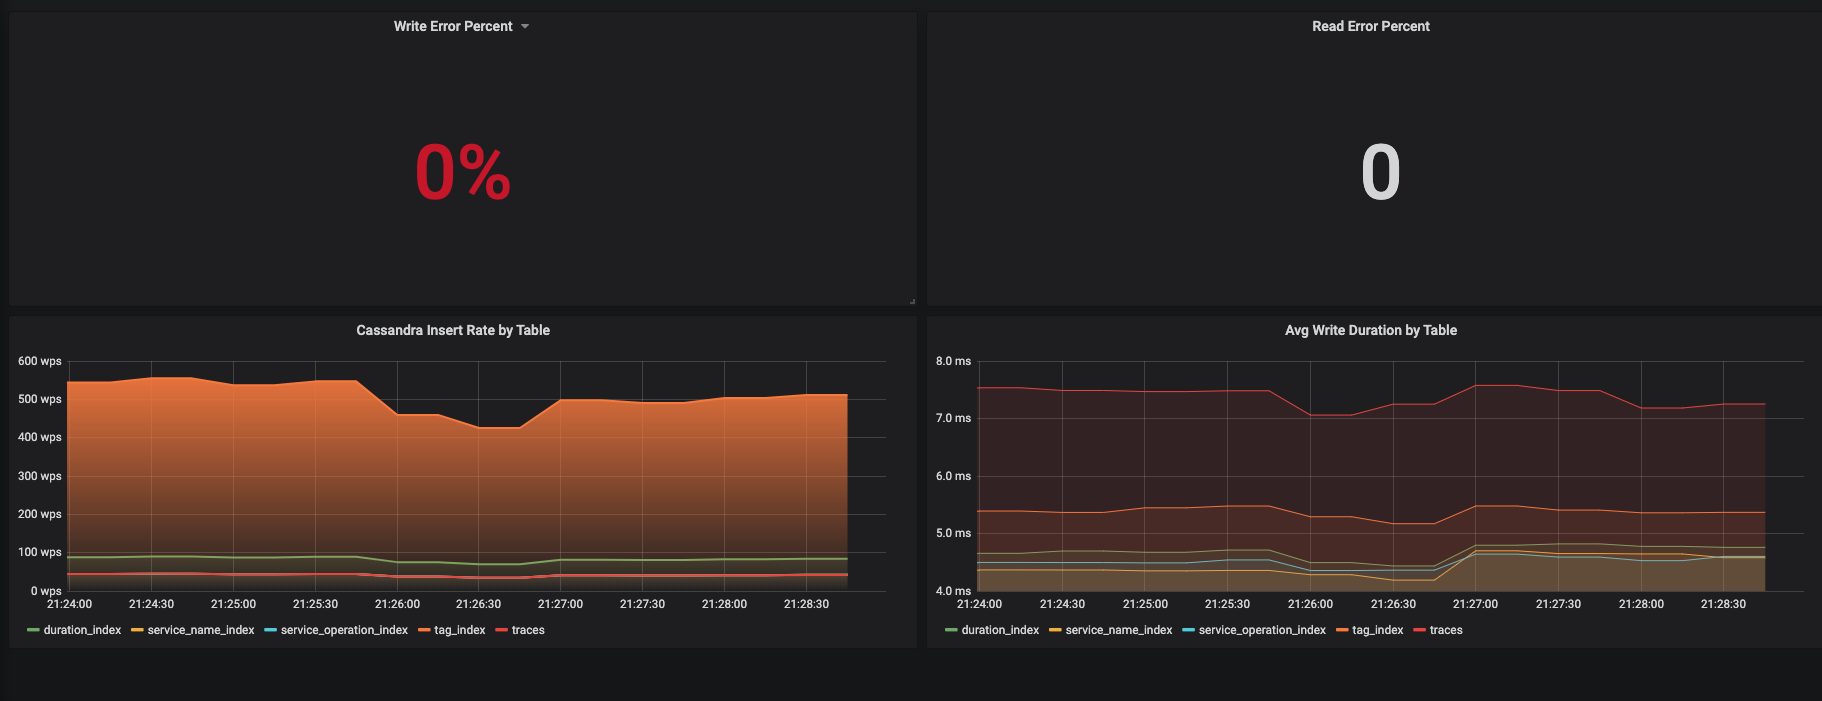 Write Error Percent
Read Error Percent
0%
0
Cassandra Insert Rate by Table
600 wps
500 wps
400 wps
300 wps
200 wps
100 wps
0 wps
21:24:00 21:24:30 21:25:00 21:25:30 21:26:00 21:26:30 21:27:00 21:27:30 21:28:00 21:28:30
duration_index service_name_index service_operation_index tag_index traces
Avg Write Duration by Table
8.0 ms
7.0 ms
6.0 ms
5.0 ms
4.0 ms
21:24:00 21:24:30 21:25:00 21:25:30 21:26:00 21:26:30 21:27:00 21:27:30 21:28:00 21:28:30
duration_index service_name_index service_operation_index tag_index traces